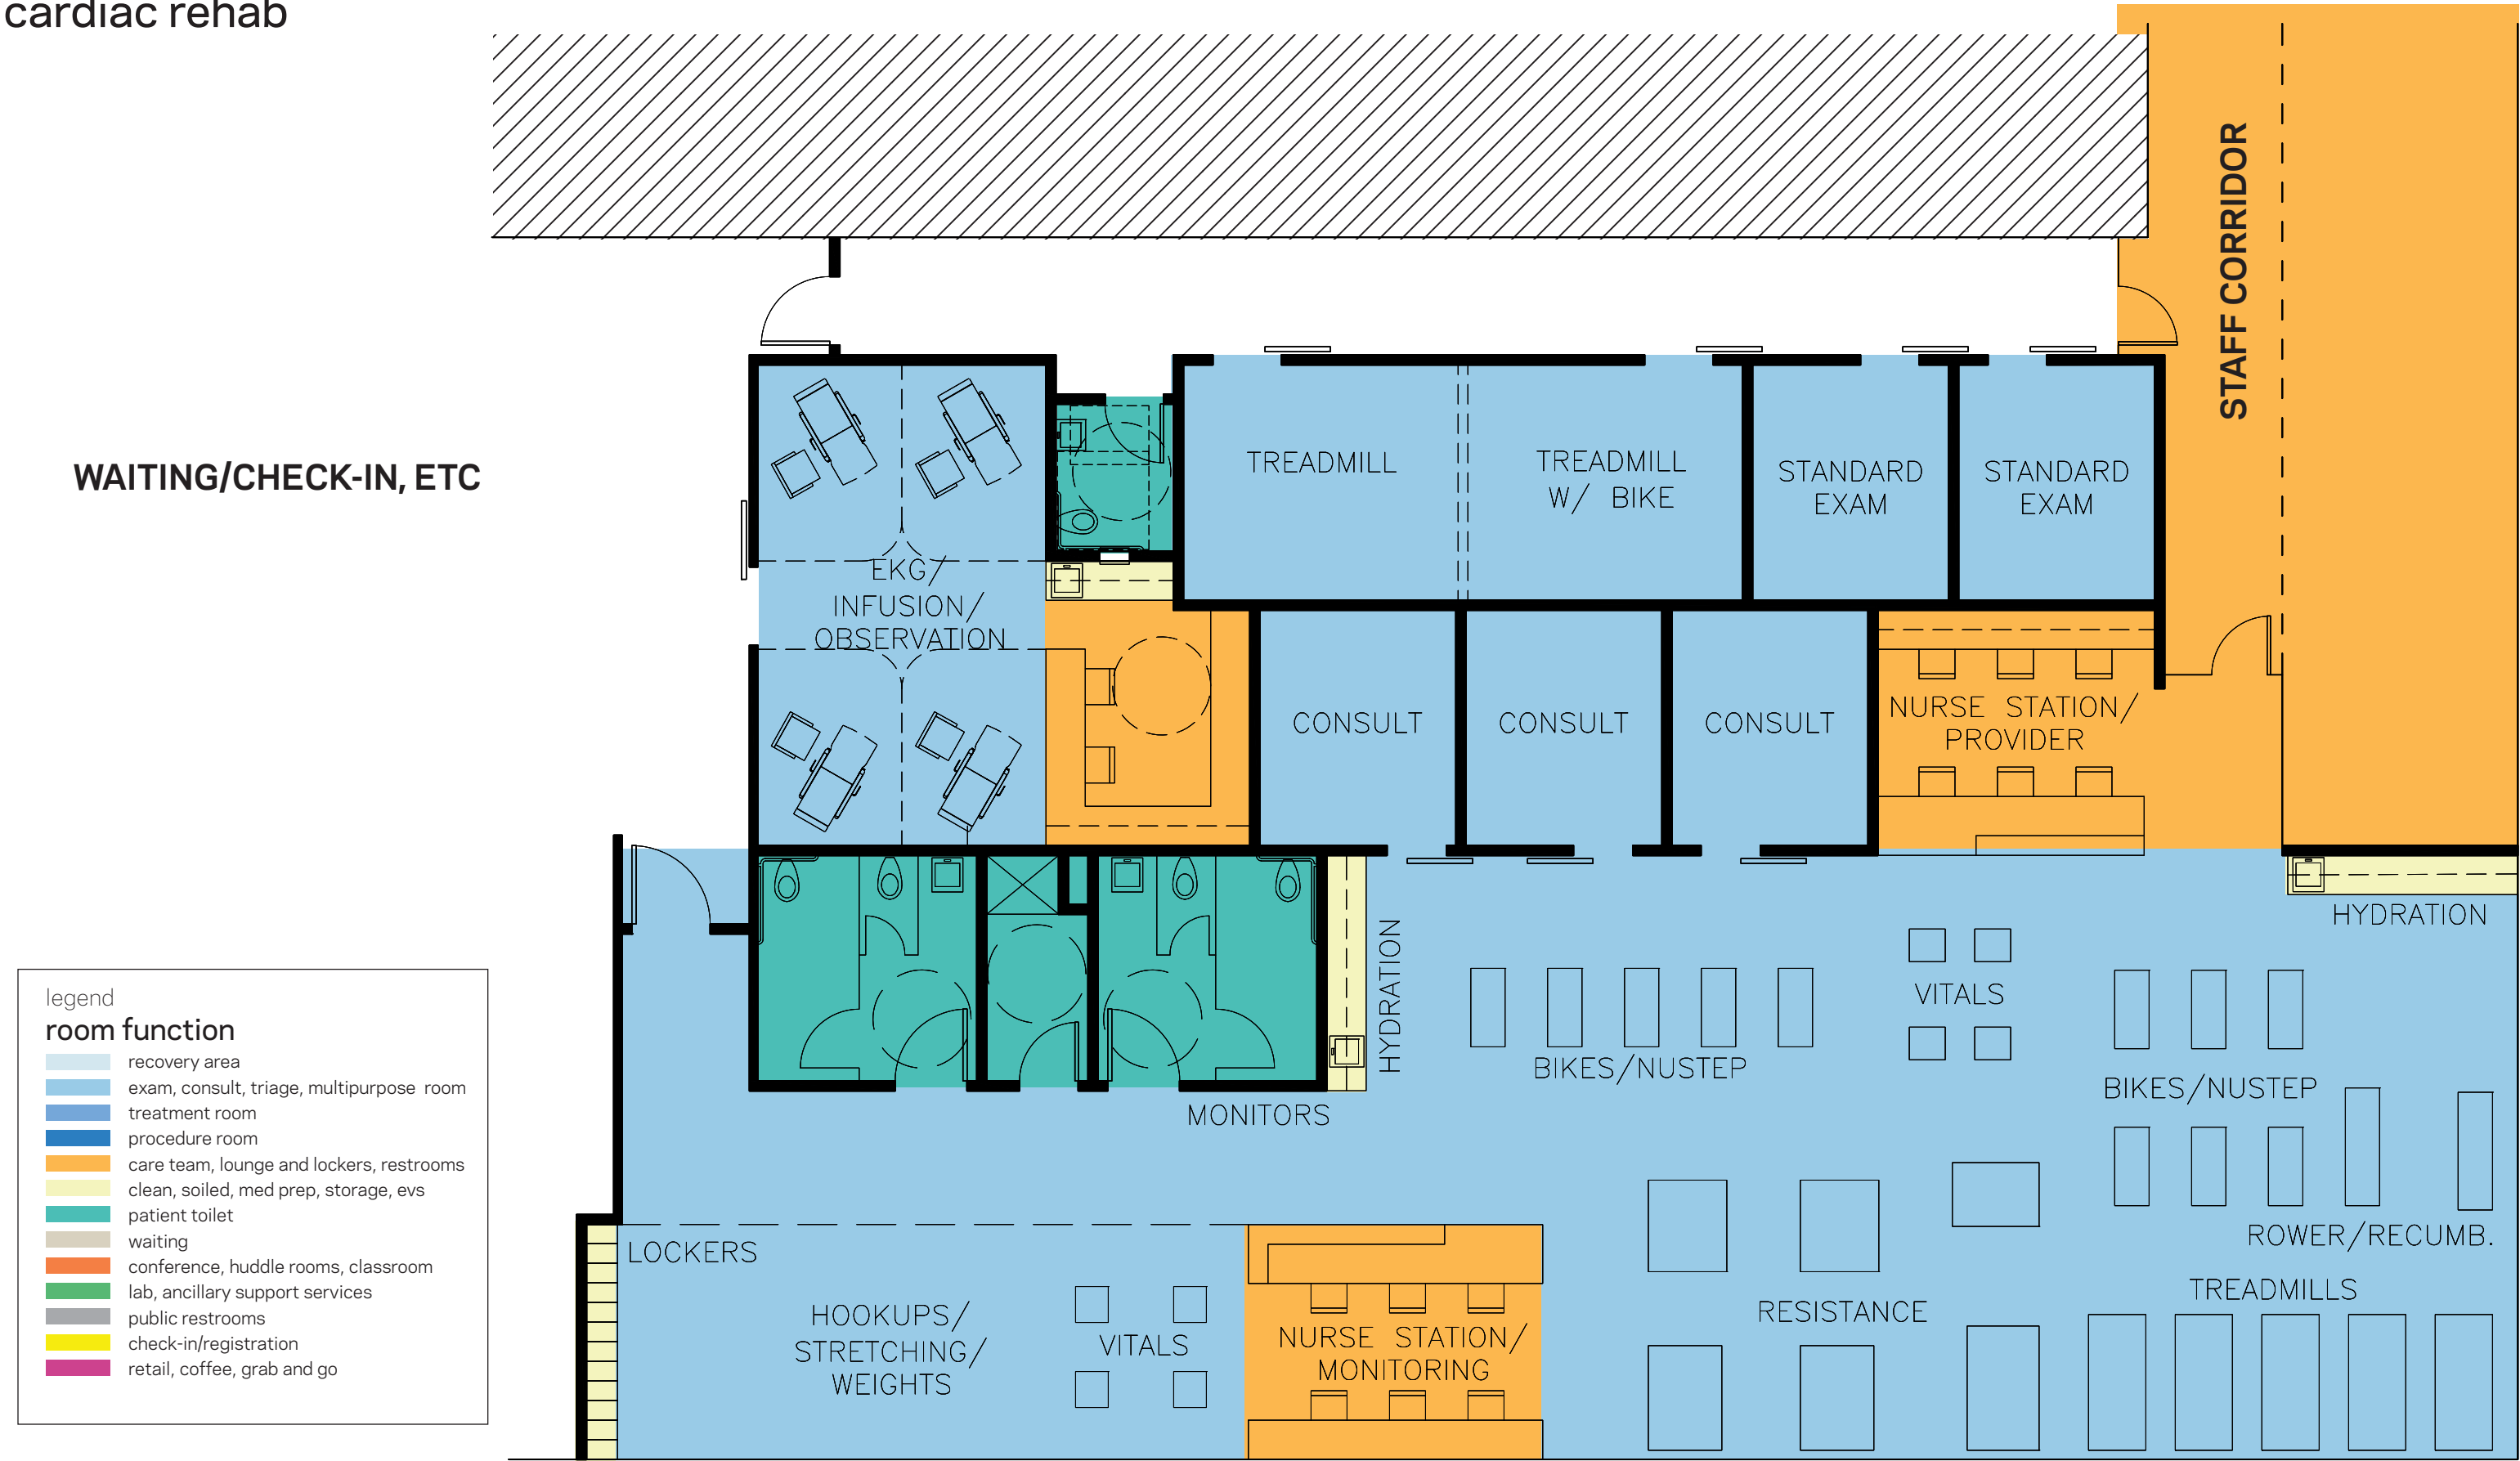 cardiac rehab
STAFF CORRIDOR
WAITING/CHECK-IN, ETC
TREADMILL
TREADMILL
W/ BIKE
STANDARD
EXAM
STANDARD
EXAM
EKG/
INFUSION/
OBSERVATION
CONSULT
CONSULT
CONSULT
NURSE STATION/
PROVIDER
HYDRATION
HYDRATION
VITALS
BIKES/NUSTEP
BIKES/NUSTEP
MONITORS
ROWER/RECUMB.
LOCKERS
TREADMILLS
HOOKUPS/
STRETCHING/
WEIGHTS
VITALS
NURSE STATION/
MONITORING
RESISTANCE
legend
room function
recovery area
exam, consult, triage, multipurpose room
treatment room
procedure room
care team, lounge and lockers, restrooms
clean, soiled, med prep, storage, evs
patient toilet
waiting
conference, huddle rooms, classroom
lab, ancillary support services
public restrooms
check-in/registration
retail, coffee, grab and go